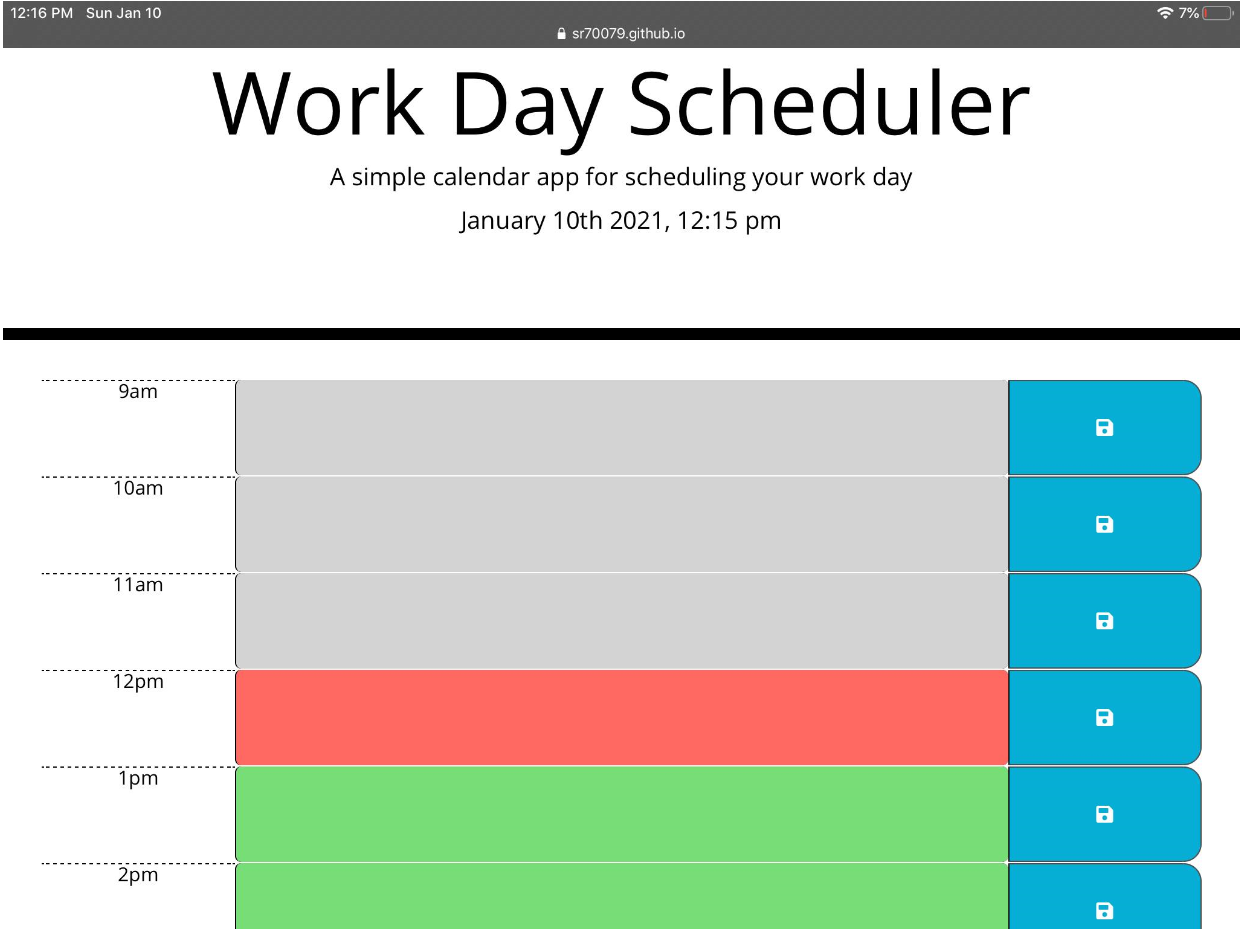 12:16 PM Sun Jan 10
7%
sr70079.github.io
Work Day Scheduler
A simple calendar app for scheduling your work day
January 10th 2021, 12:15 pm
9am
10am
11am
12pm
1pm
2pm